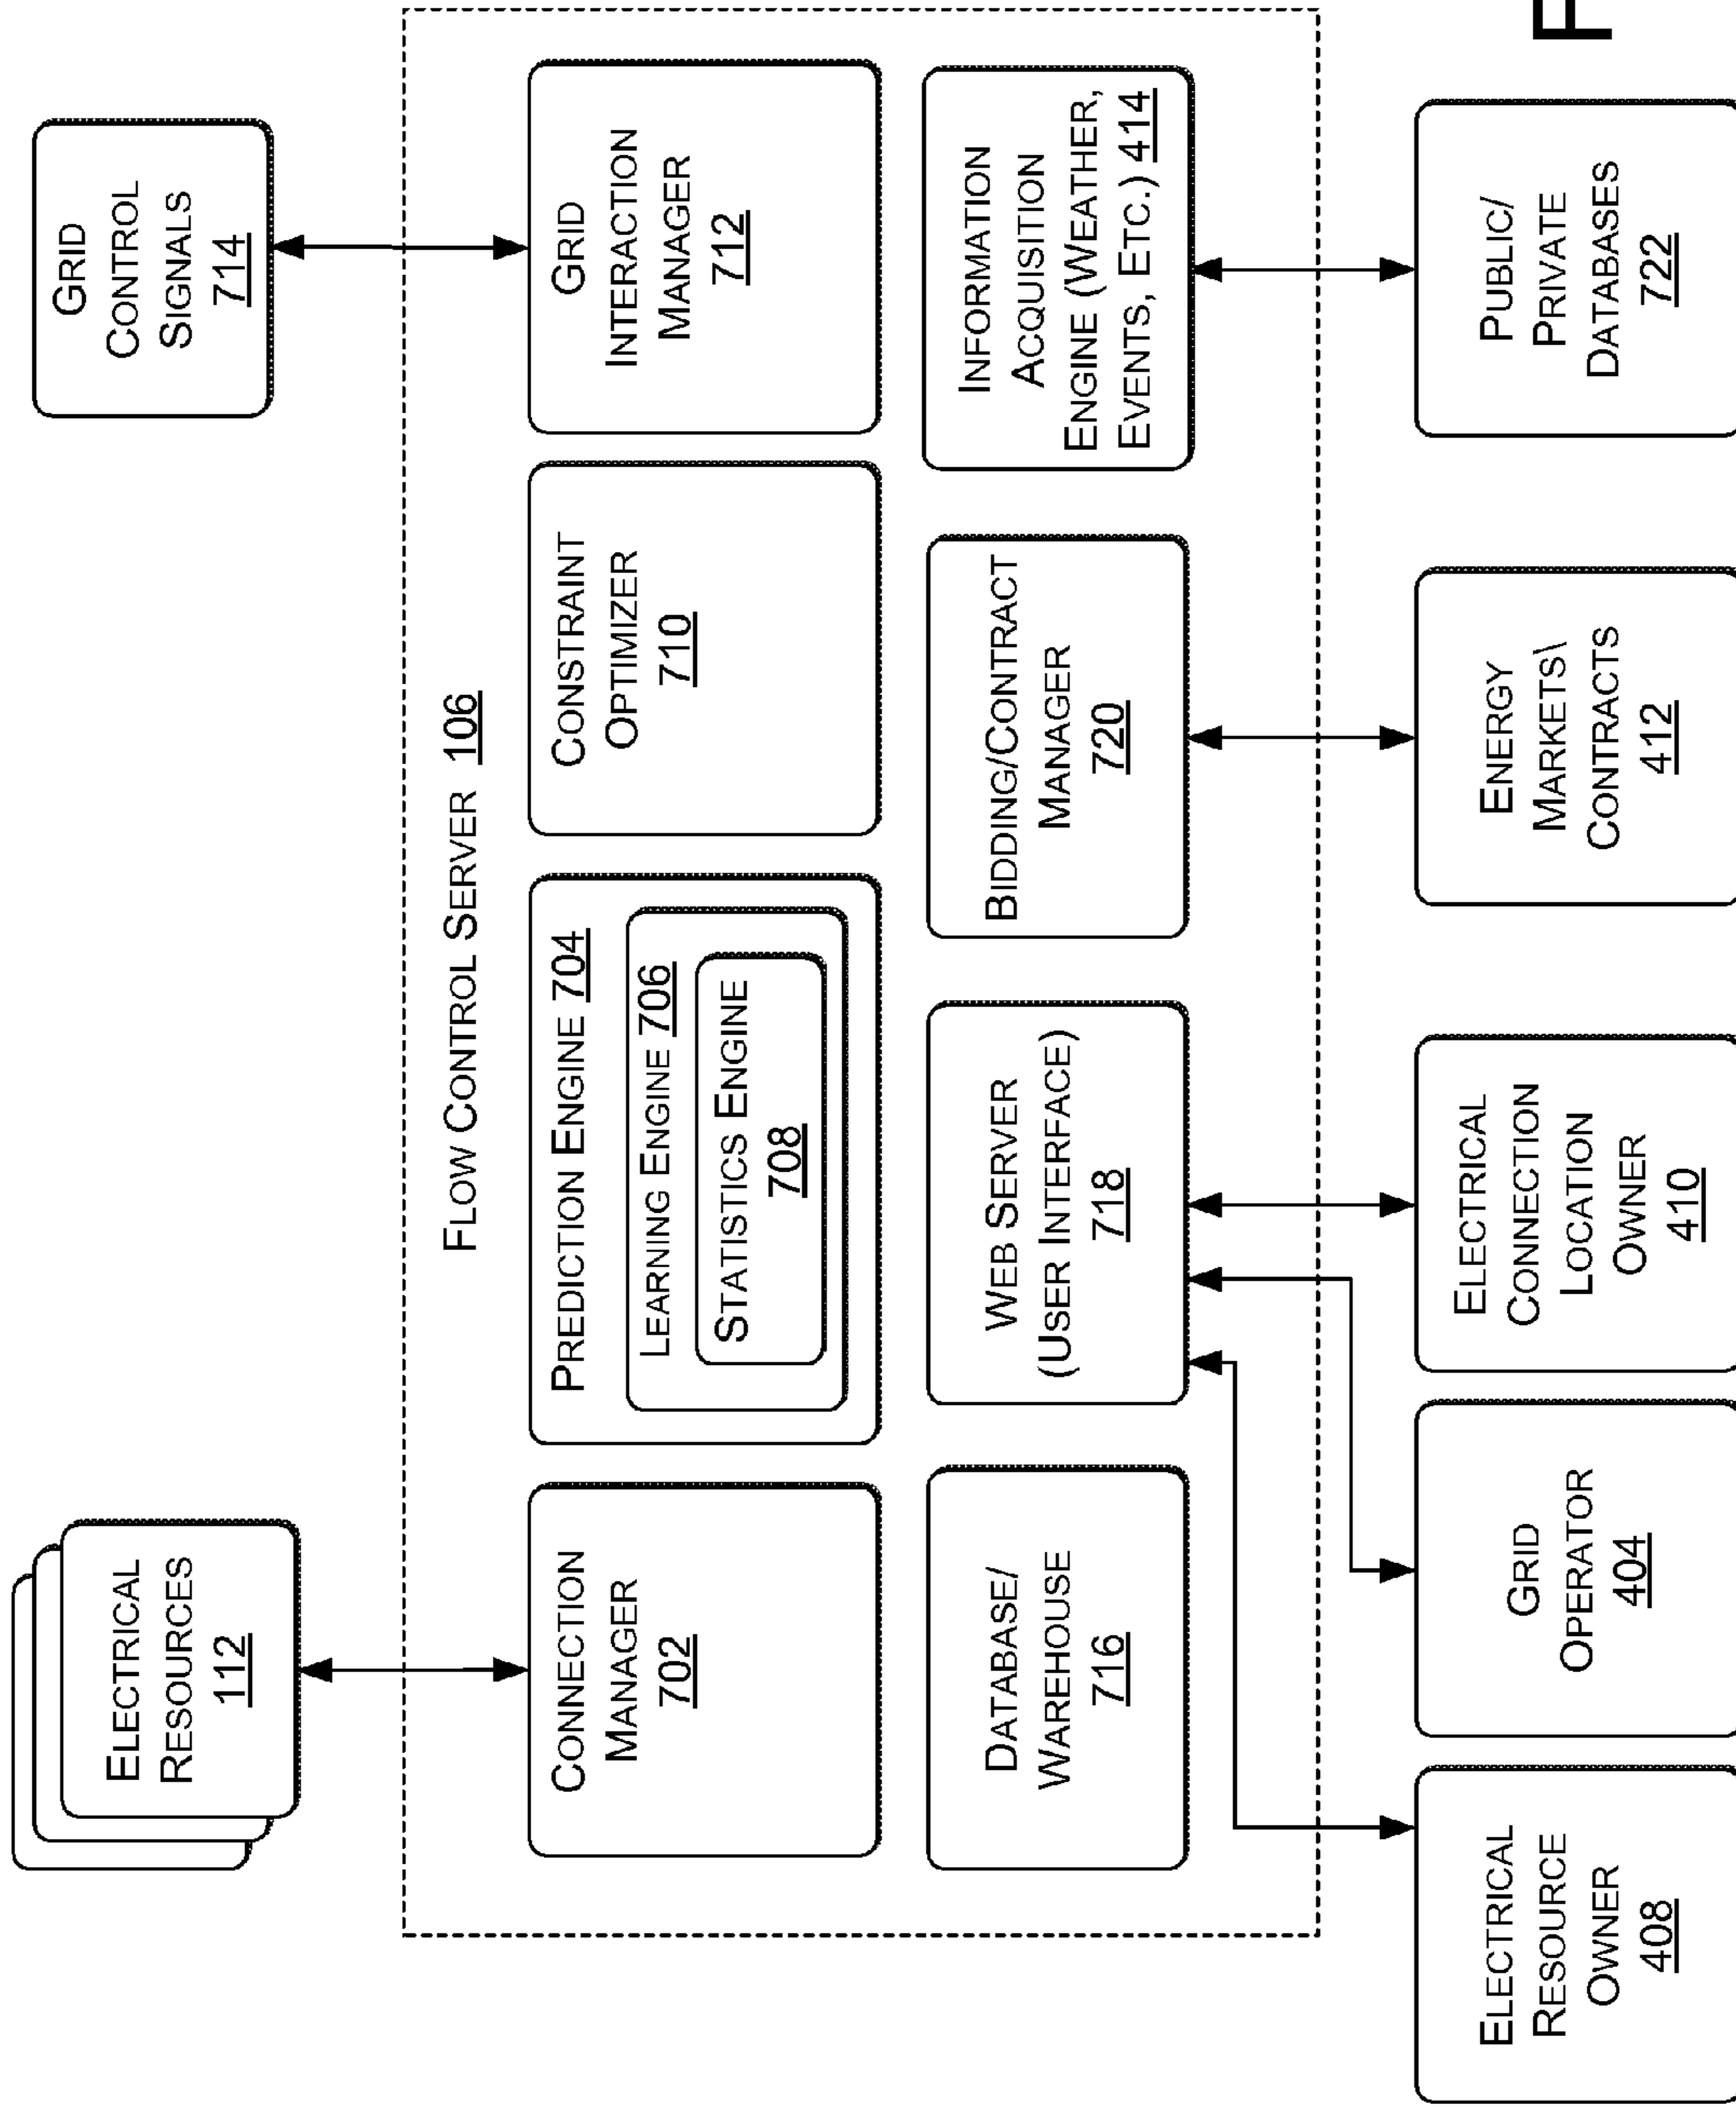 ELECTRICAL
RESOURCES
112
GRID
CONTROL
SIGNALS
714
FLOW CONTROL SERVER 106
CONNECTION
MANAGER
702
PREDICTION ENGINE 704
LEARNING ENGINE 706
STATISTICS ENGINE
708
CONSTRAINT
OPTIMIZER
710
GRID
INTERACTION
MANAGER
712
DATABASE/
WAREHOUSE
716
WEB SERVER
(USER INTERFACE)
718
BIDDING/CONTRACT
MANAGER
720
INFORMATION
ACQUISITION
ENGINE (WEATHER,
EVENTS, ETC.) 414
ELECTRICAL
RESOURCE
OWNER
408
GRID
OPERATOR
404
ELECTRICAL
CONNECTION
LOCATION
OWNER
410
ENERGY
MARKETS\
CONTRACTS
412
PUBLIC/
PRIVATE
DATABASES
722
F